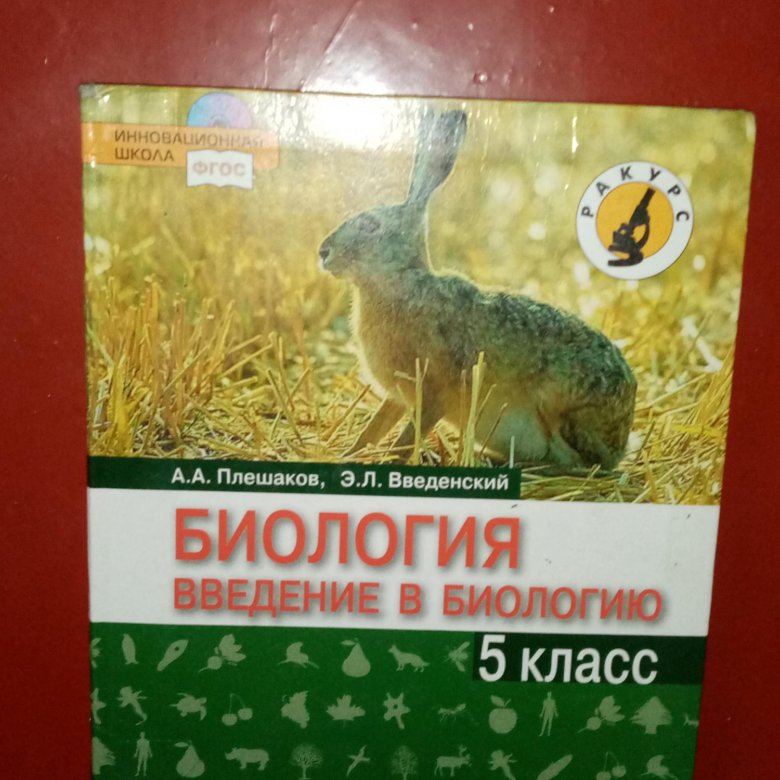 ИННОВАЦИОННАЯ
ШКОЛА
ФГОС
РАКУРС
А.А. Плешаков, Э.Л. Введенский
БИОЛОГИЯ
ВВЕДЕНИЕ В БИОЛОГИЮ
5 класс